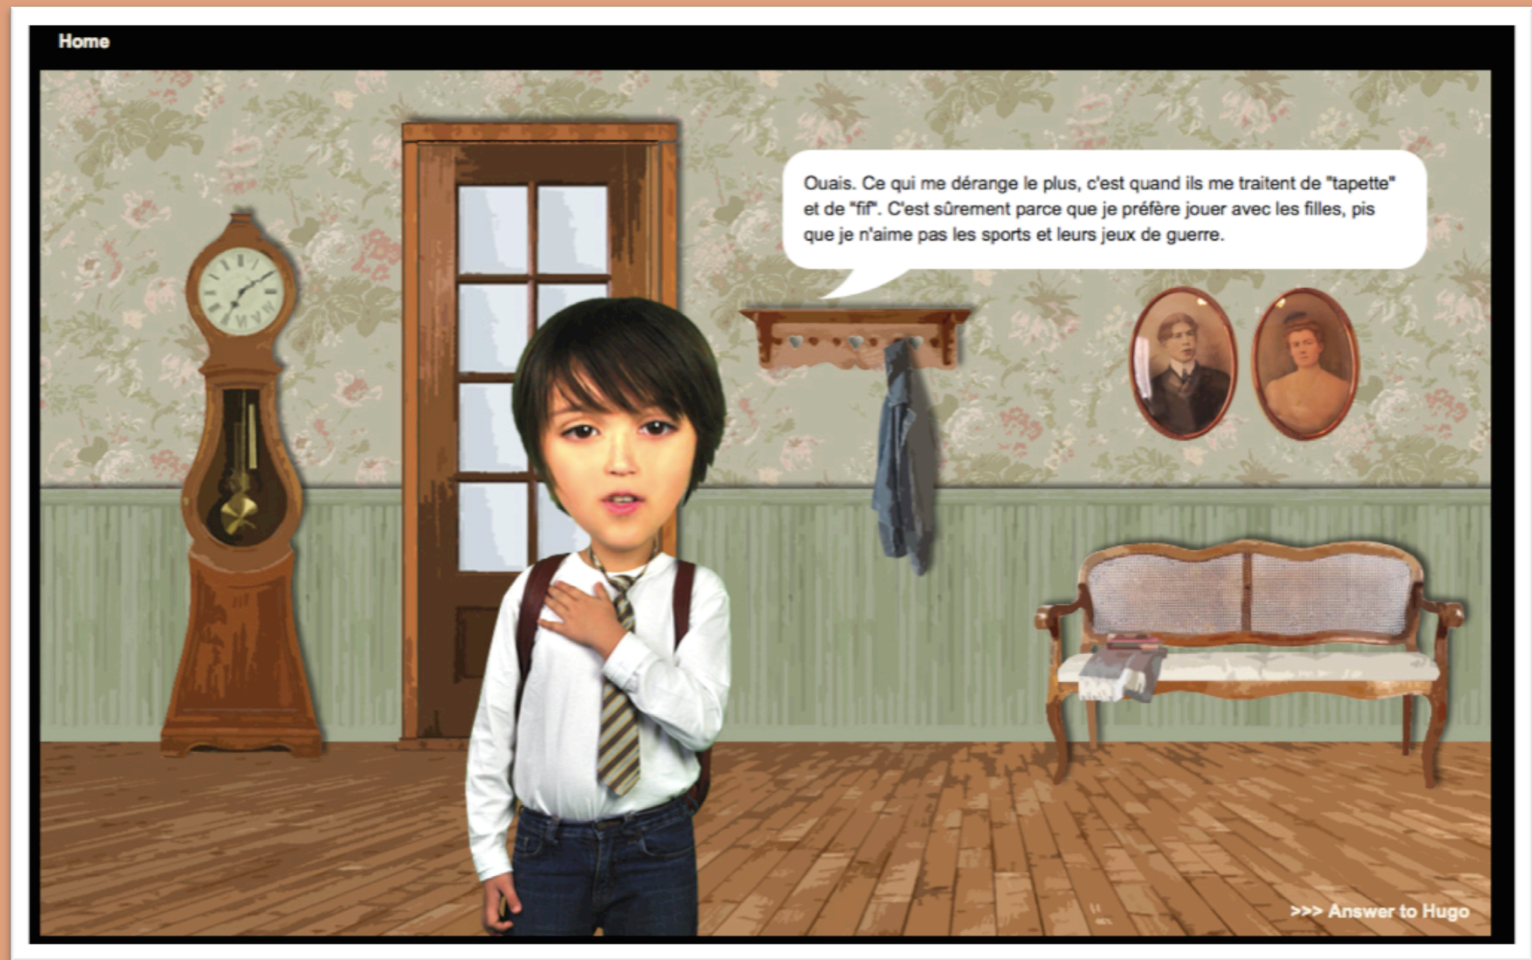 Home
Ouais. Ce qui me dérange le plus, c'est quand ils me traitent de "tapette"
et de "fif". C'est sûrement parce que je préfère jouer avec les filles, pis
que je n'aime pas les sports et leurs jeux de guerre.
>>> Answer to Hugo